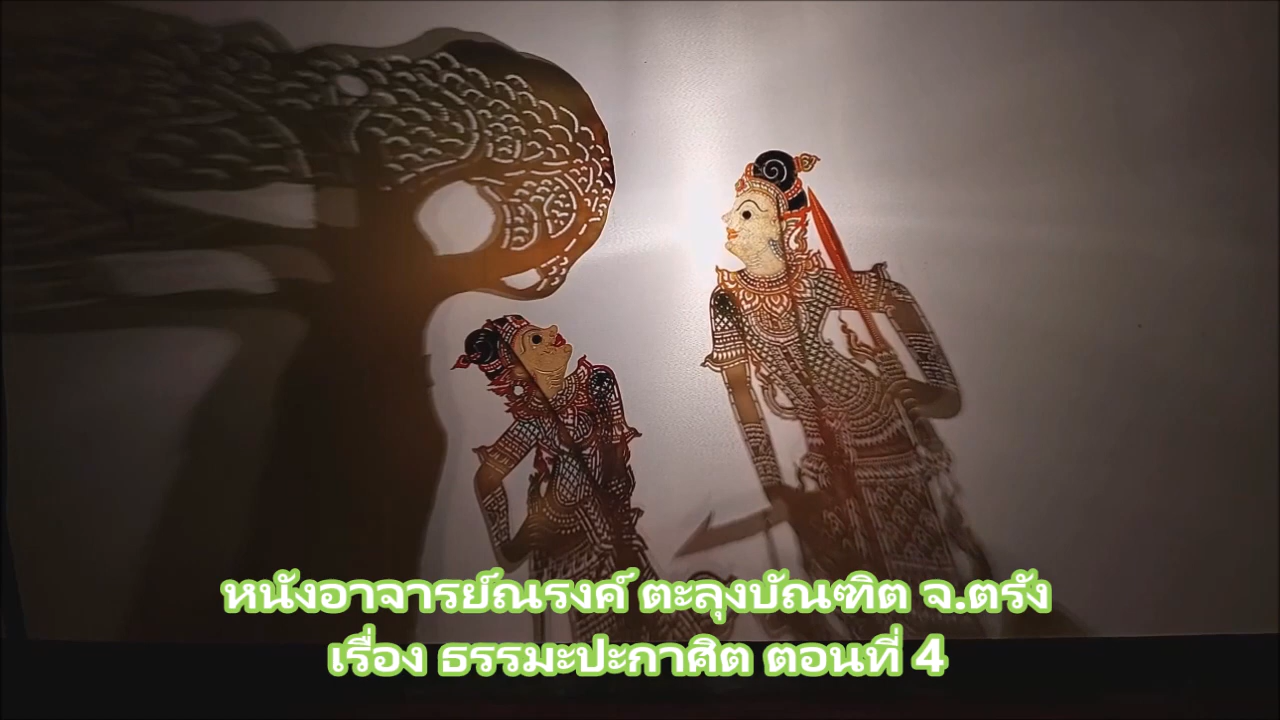 หนังอาจารย์ณรงค์ ตะลุงบัณฑิต จ.ตรัง
เรื่อง ธรรมะปะกาศิต ตอนที่ 4